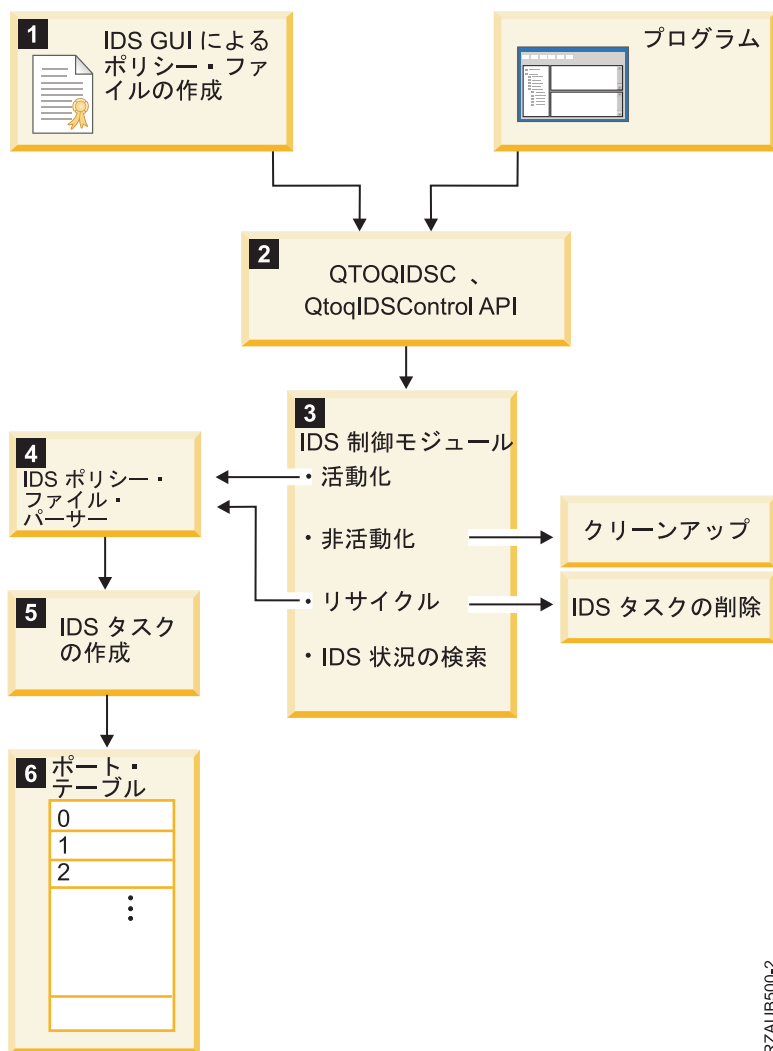 1
IDS GUI による
ポリシー・ファ
イルの作成
プログラム
2
QTOQIDSC 、
QtoqIDSControl API
3
IDS 制御モジュール
・活動化
・非活動化
・リサイクル
・IDS 状況の検索
4
IDS ポリシー・
ファイル・
パーサー
クリーンアップ
IDS タスクの削除
5
IDS タスク
の作成
6
ポート・
テーブル
0
1
2
RZAUB500-2